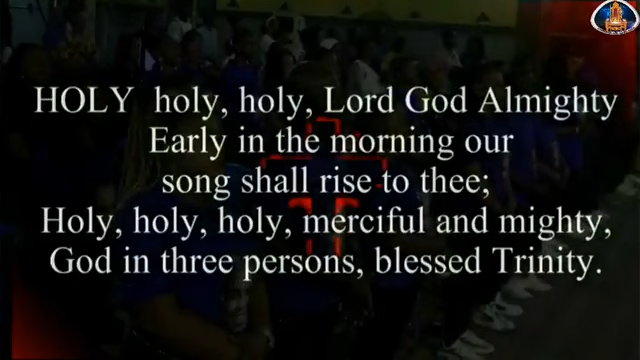 HOLY holy, holy, Lord God Almighty
Early in the morning our
song shall rise to thee;
Holy, holy, holy, merciful and mighty,
God in three persons, blessed Trinity.